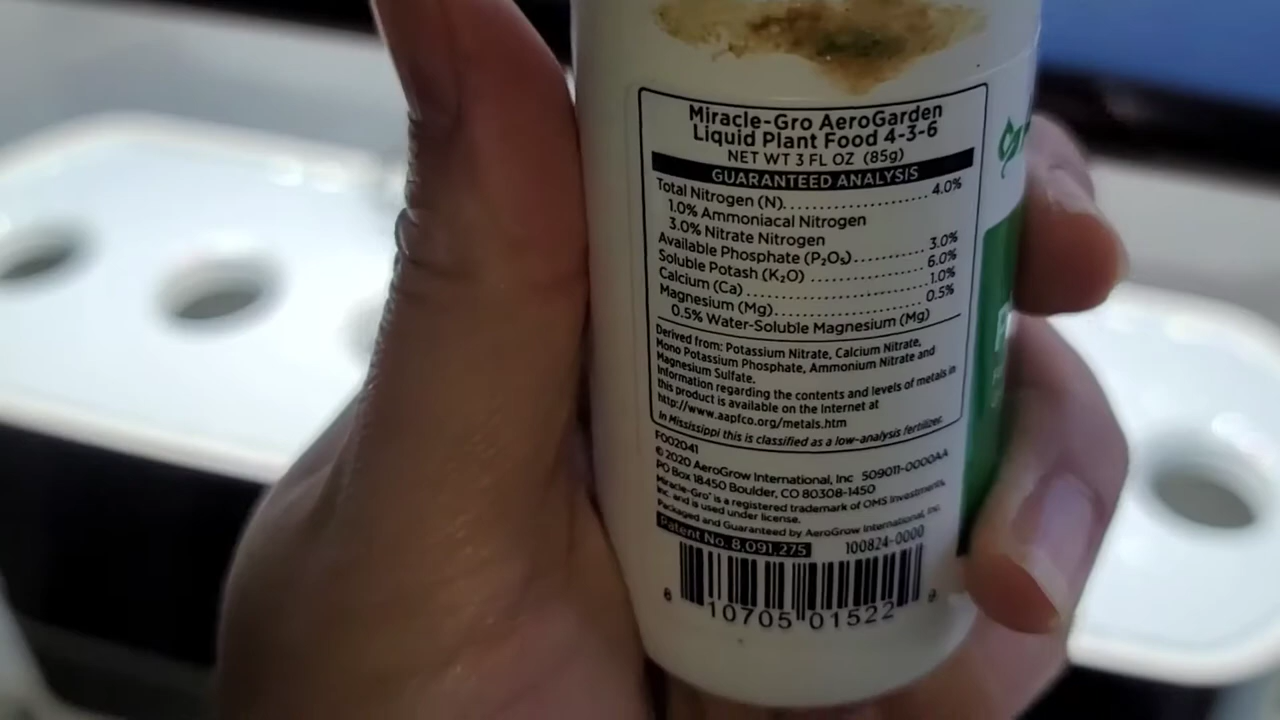 Miracle-Gro AeroGarden
Liquid Plant Food 4-3-6
NET WT 3 FL OZ (85g)
GUARANTEED ANALYSIS
Total Nitrogen (N)........................ 4.0%
1.0% Ammoniacal Nitrogen
3.0% Nitrate Nitrogen
Available Phosphate (P₂O₅)............ 3.0%
Soluble Potash (K₂O) .................... 6.0%
Calcium (Ca) ................................ 1.0%
Magnesium (Mg)........................... 0.5%
0.5% Water-Soluble Magnesium (Mg)
Derived from: Potassium Nitrate, Calcium Nitrate,
Mono Potassium Phosphate, Ammonium Nitrate and
Magnesium Sulfate.
Information regarding the contents and levels of metals in
this product is available on the Internet at
http://www.aapfco.org/metals.htm
In Mississippi this is classified as a low-analysis fertilizer.
F002041
© 2020 AeroGrow International, Inc 509011-0000AA
PO Box 18450 Boulder, CO 80308-1450
Miracle-Gro® is a registered trademark of OMS Investments,
Inc. and is used under license.
Packaged and Guaranteed by AeroGrow International, Inc.
Patent No. 8,091,275 100824-0000
8 10705 01522 9